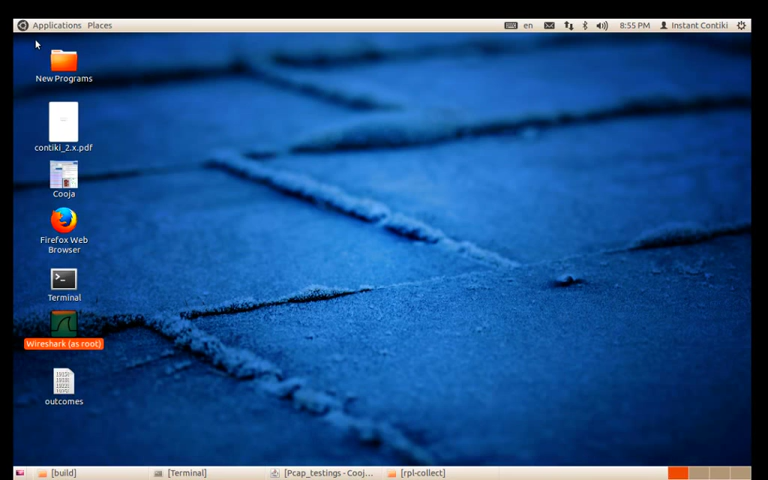 Applications Places
en
8:55 PM
Instant Contiki
New Programs
contiki_2.x.pdf
Cooja
Firefox Web
Browser
Terminal
Wireshark (as root)
outcomes
[build]
[Terminal]
[Pcap_testings - Cooj...
[rpl-collect]